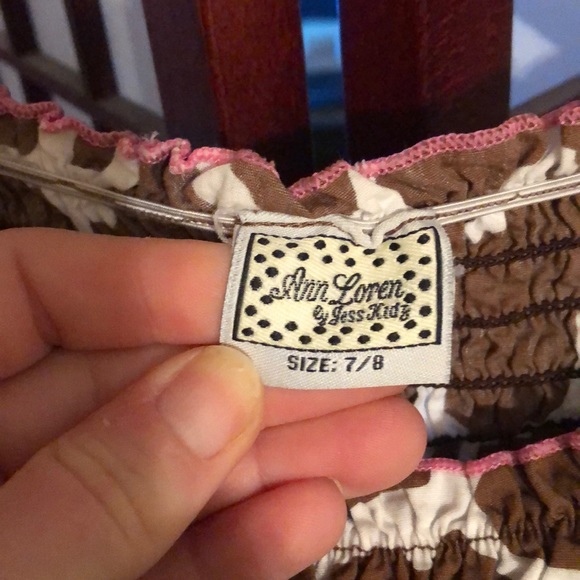 Ann Loren
by Jess Kidz
SIZE: 7/8